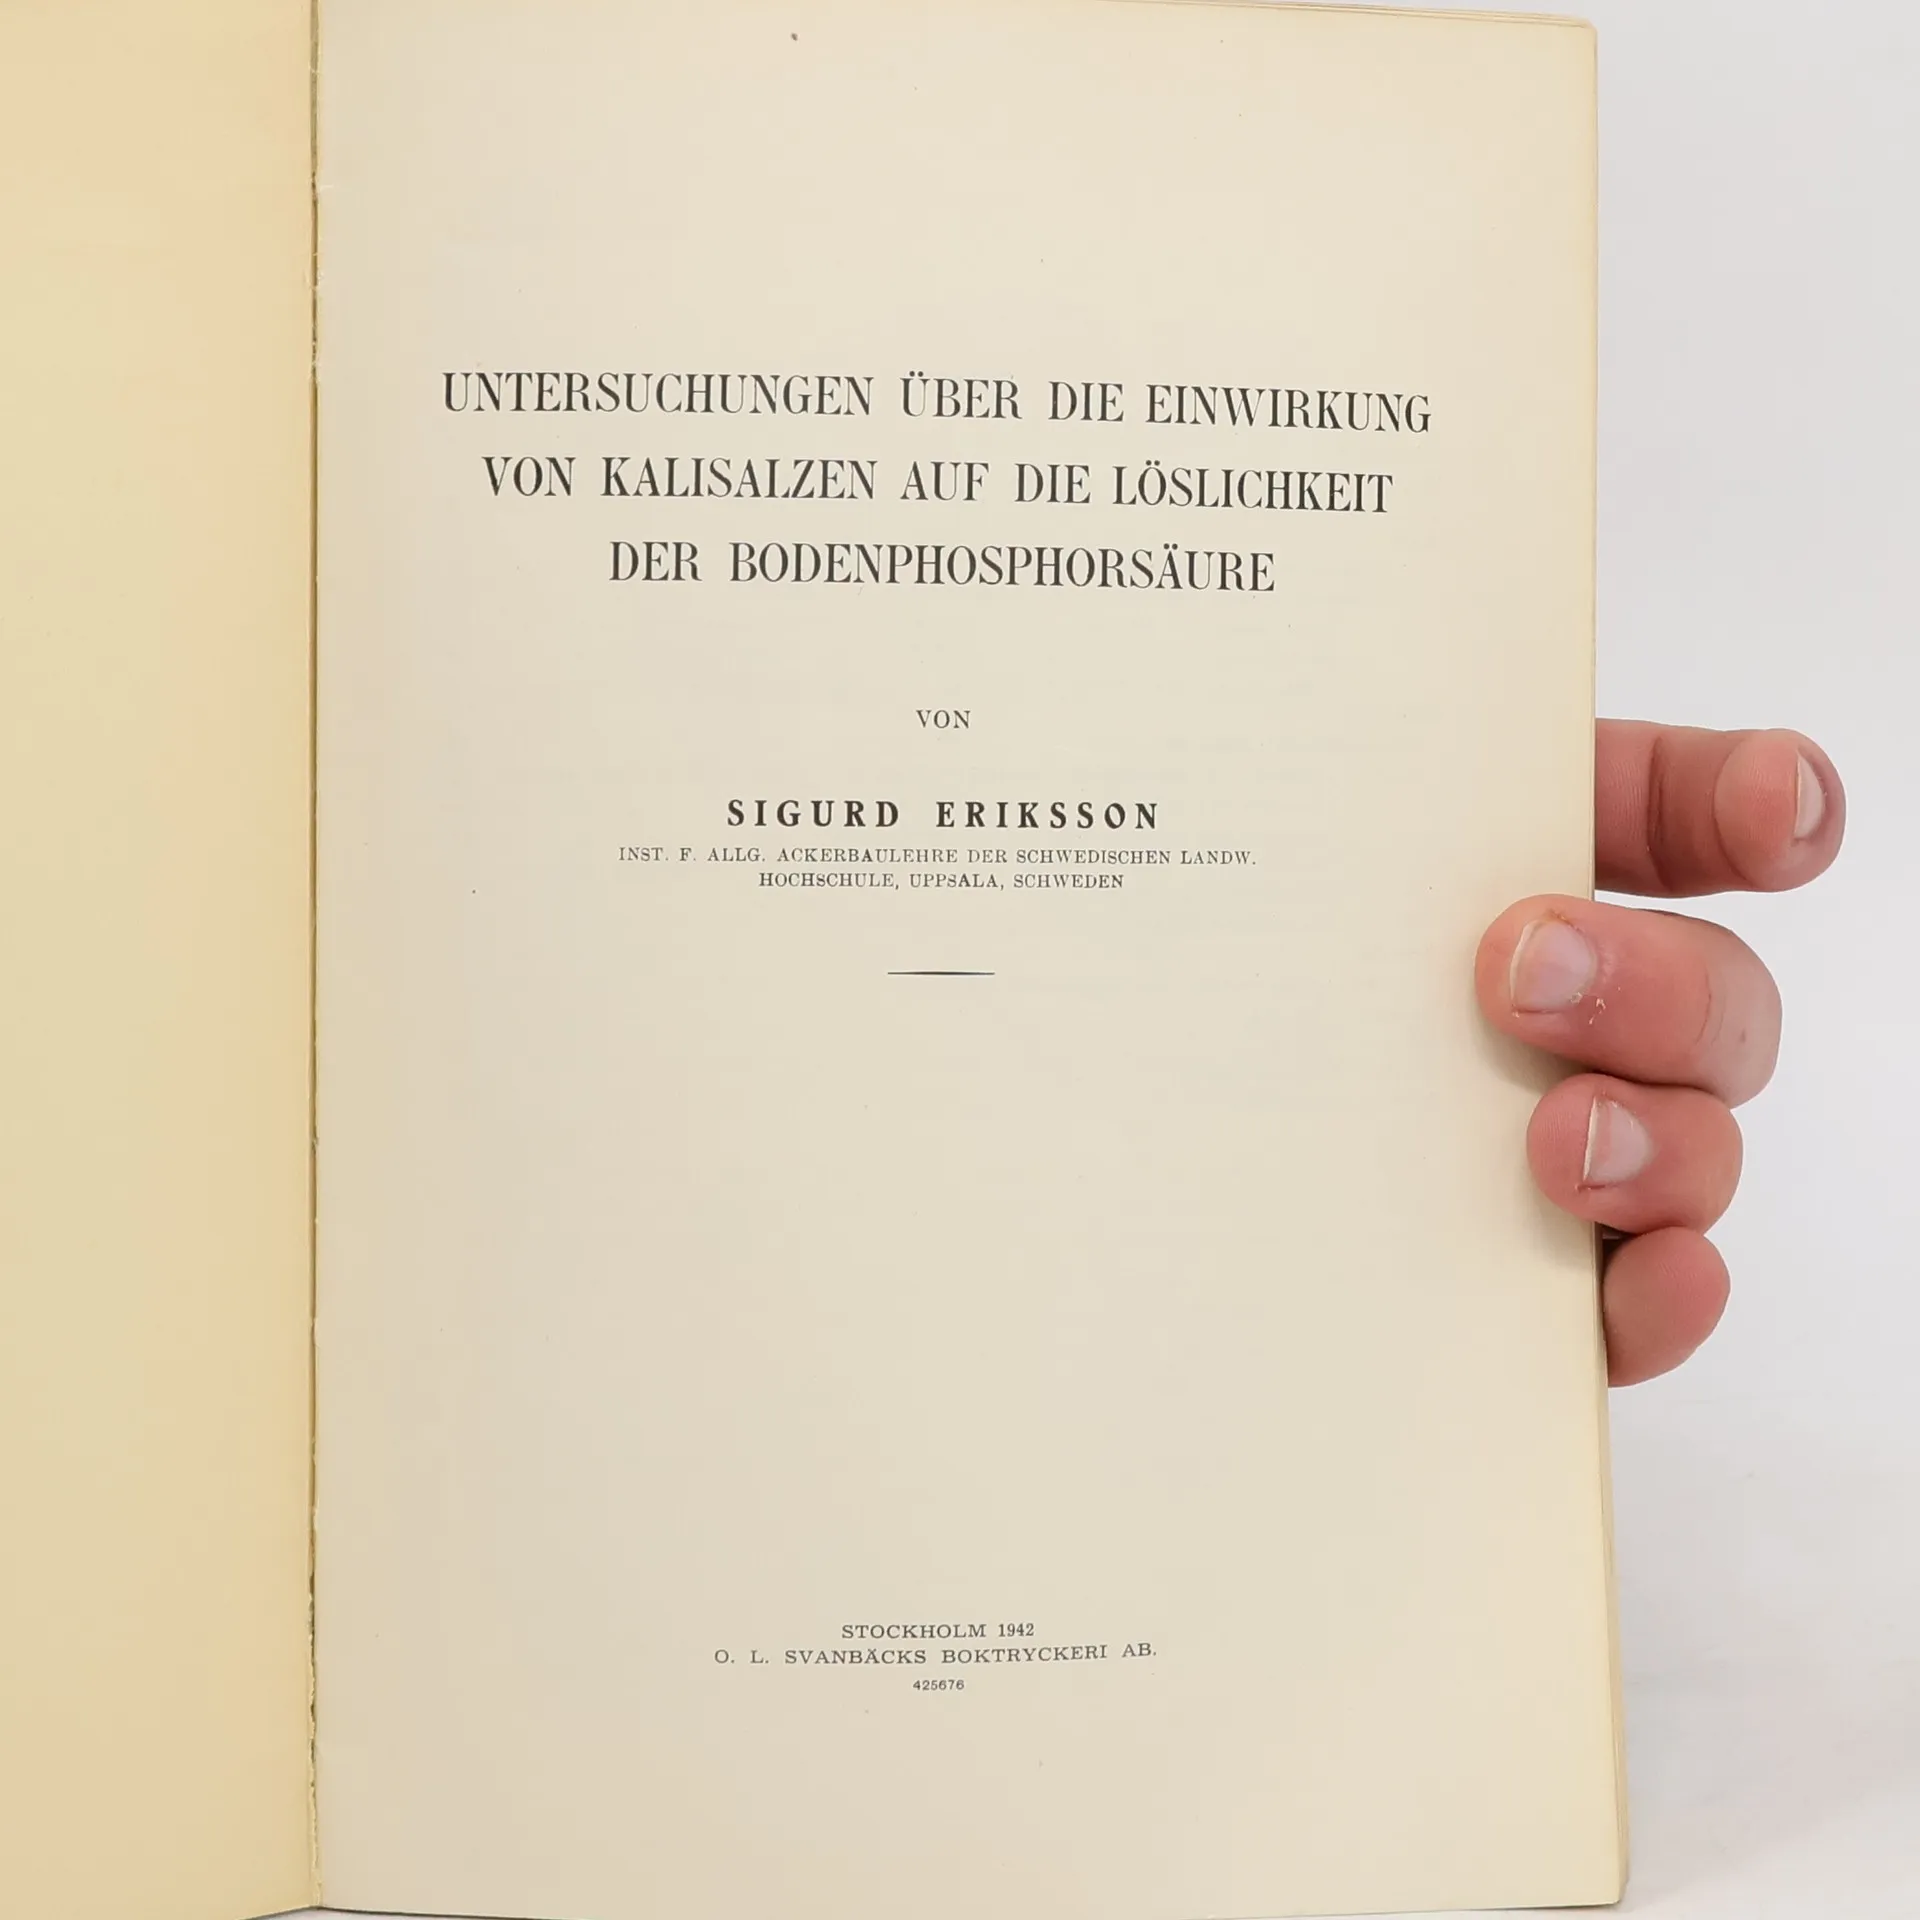 UNTERSUCHUNGEN ÜBER DIE EINWIRKUNG
VON KALISALZEN AUF DIE LÖSLICHKEIT
DER BODENPHOSPHORSÄURE
VON
SIGURD ERIKSSON
INST. F. ALLG. ACKERBAULEHRE DER SCHWEDISCHEN LANDW.
HOCHSCHULE, UPPSALA, SCHWEDEN
STOCKHOLM 1942
O. L. SVANBÄCKS BOKTRYCKERI AB.
425676